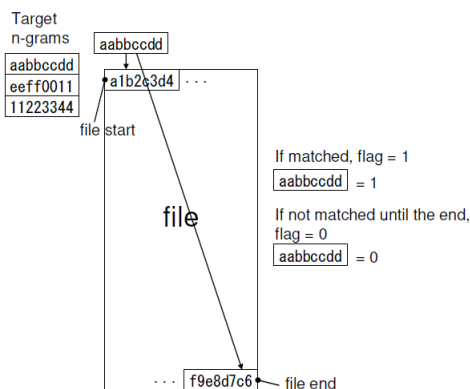 Target
n-grams
aabbccdd
eeff0011
11223344
aabbccdd
a1b2c3d4 ···
file start
file
If matched, flag = 1
aabbccdd = 1
If not matched until the end,
flag = 0
aabbccdd = 0
··· f9e8d7c6
file end